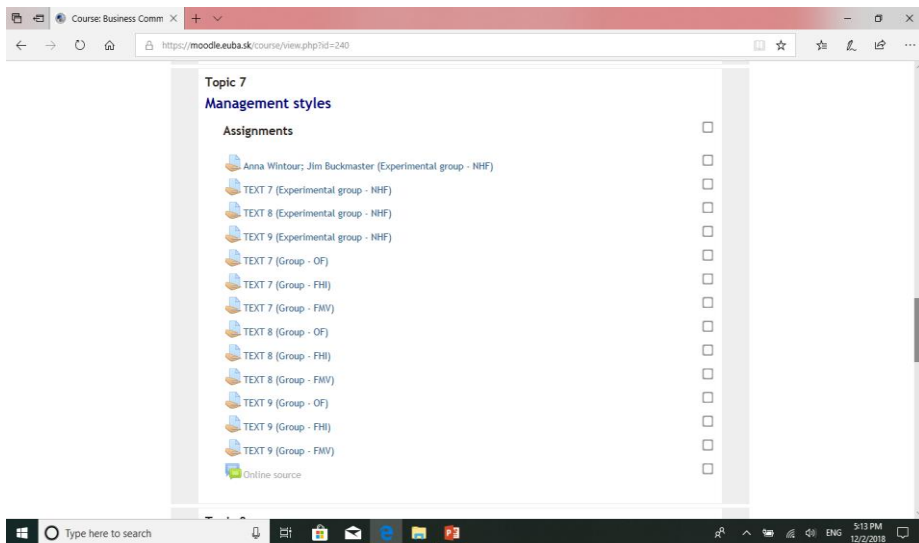 Course: Business Comm
https://moodle.euba.sk/course/view.php?id=240
Topic 7
Management styles
Assignments
Anna Wintour; Jim Buckmaster (Experimental group - NHF)
TEXT 7 (Experimental group - NHF)
TEXT 8 (Experimental group - NHF)
TEXT 9 (Experimental group - NHF)
TEXT 7 (Group - OF)
TEXT 7 (Group - FHI)
TEXT 7 (Group - FMV)
TEXT 8 (Group - OF)
TEXT 8 (Group - FHI)
TEXT 8 (Group - FMV)
TEXT 9 (Group - OF)
TEXT 9 (Group - FHI)
TEXT 9 (Group - FMV)
Online source
Type here to search
ENG
5:13 PM
12/2/2018